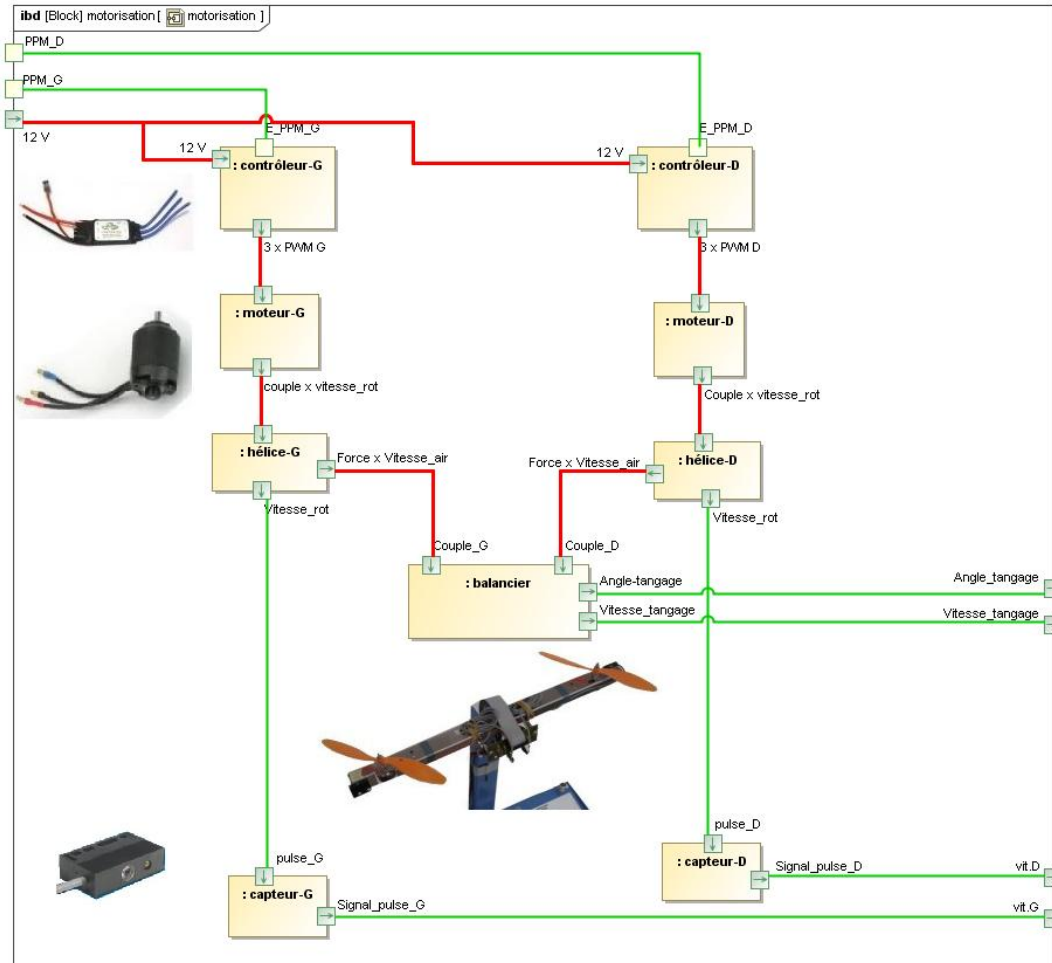 ibd [Block] motorisation [ motorisation ]
PPM_D
PPM_G
12 V
E_PPM_G
E_PPM_D
12 V
12 V
: contrôleur-G
: contrôleur-D
3 x PWM G
3 x PWM D
: moteur-G
: moteur-D
couple x vitesse_rot
Couple x vitesse_rot
: hélice-G
: hélice-D
Force x Vitesse_air
Force x Vitesse_air
Vitesse_rot
Vitesse_rot
Couple_G
Couple_D
: balancier
Angle-tangage
Angle_tangage
Vitesse_tangage
Vitesse_tangage
pulse_D
: capteur-D
Signal_pulse_D
vit.D
pulse_G
: capteur-G
Signal_pulse_G
vit.G